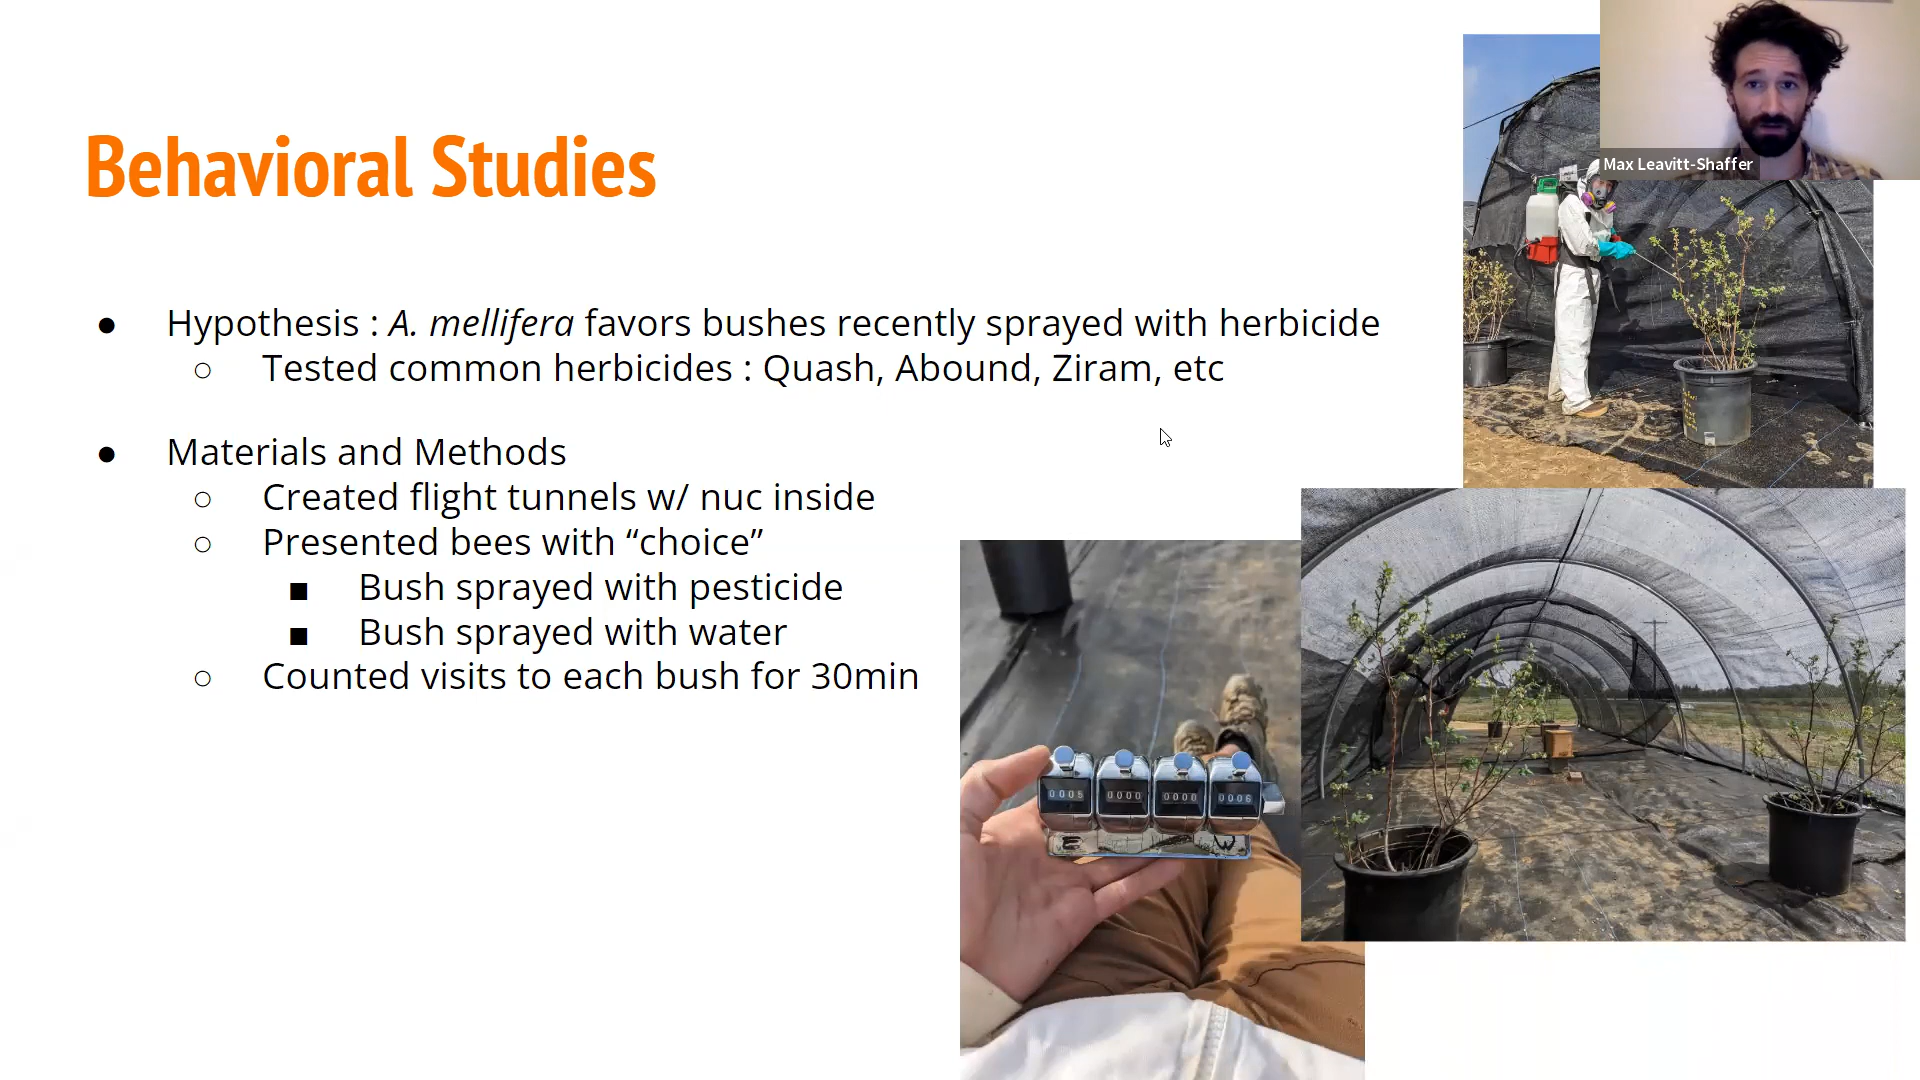 Behavioral Studies
● Hypothesis : A. mellifera favors bushes recently sprayed with herbicide
○ Tested common herbicides : Quash, Abound, Ziram, etc
● Materials and Methods
○ Created flight tunnels w/ nuc inside
○ Presented bees with “choice”
■ Bush sprayed with pesticide
■ Bush sprayed with water
○ Counted visits to each bush for 30min
Max Leavitt-Shaffer
0005 0000 0000 0006